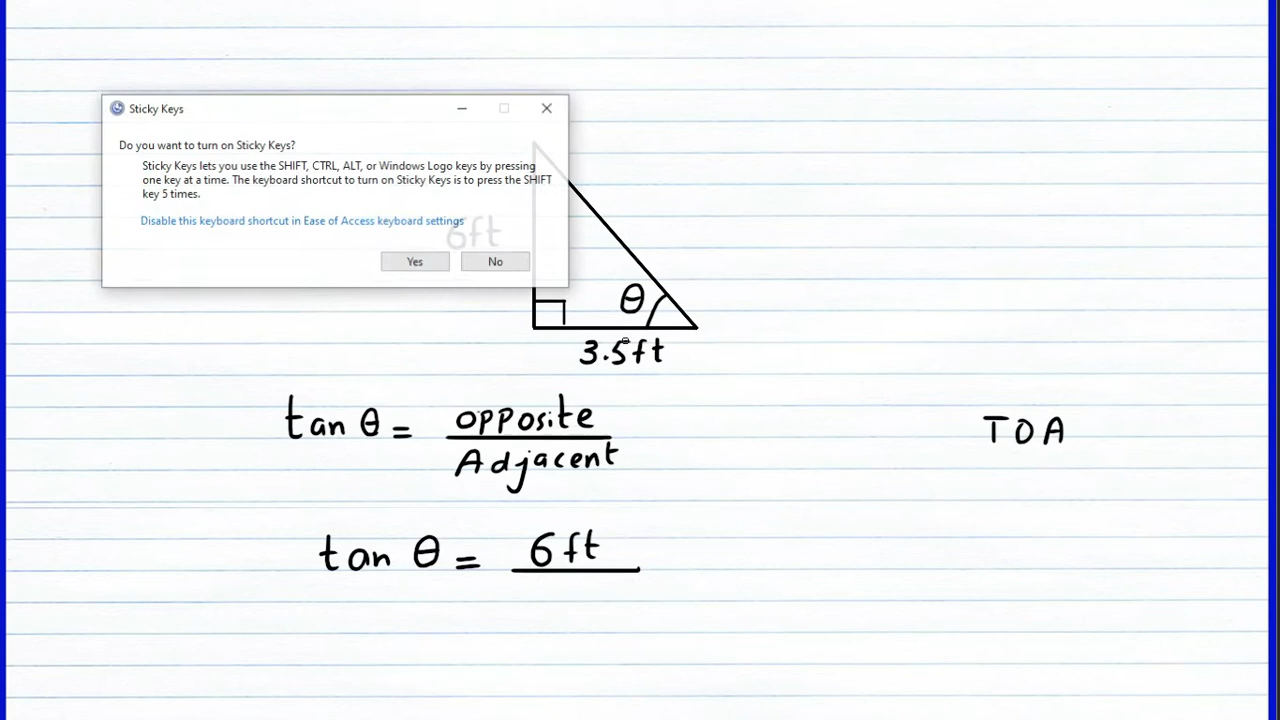 Sticky Keys
Do you want to turn on Sticky Keys?
Sticky Keys lets you use the SHIFT, CTRL, ALT, or Windows Logo keys by pressing
one key at a time. The keyboard shortcut to turn on Sticky Keys is to press the SHIFT
key 5 times.
Disable this keyboard shortcut in Ease of Access keyboard settings
6ft
Yes No
θ
3.5ft
tan θ = opposite
Adjacent
TOA
tan θ = 6ft